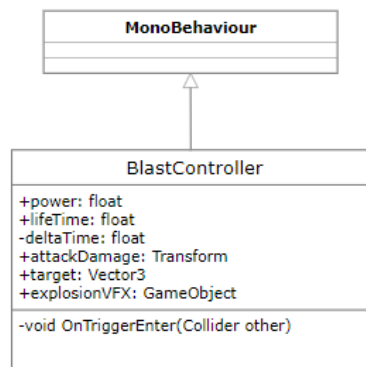 MonoBehaviour
BlastController
+power: float
+lifeTime: float
-deltaTime: float
+attackDamage: Transform
+target: Vector3
+explosionVFX: GameObject
-void OnTriggerEnter(Collider other)